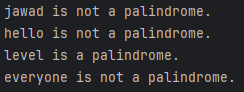 jawad is not a palindrome.
hello is not a palindrome.
level is a palindrome.
everyone is not a palindrome.